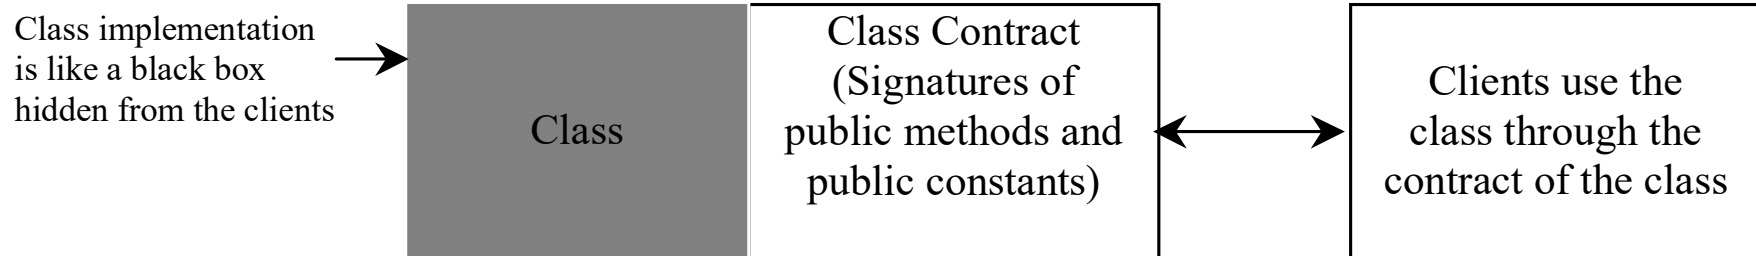 Class implementation
is like a black box
hidden from the clients
Class
Class Contract
(Signatures of
public methods and
public constants)
Clients use the
class through the
contract of the class